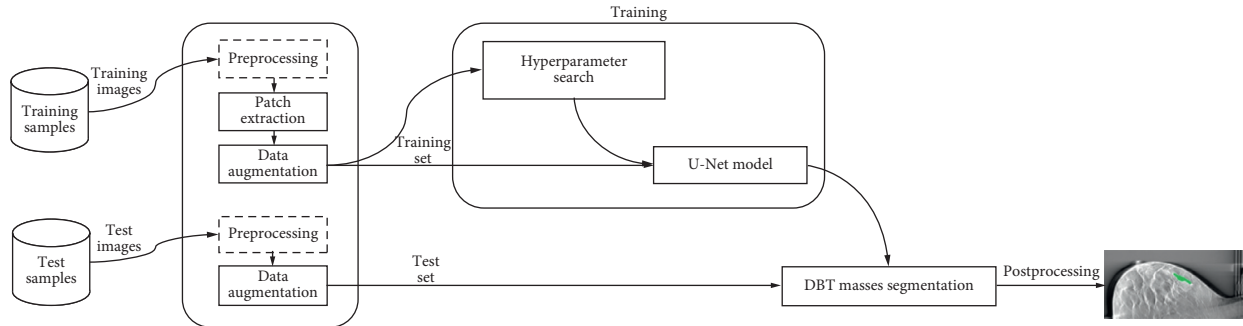 Training
Training
images
Training
samples
Preprocessing
Patch
extraction
Data
augmentation
Training
set
Hyperparameter
search
U-Net model
Test
images
Test
samples
Preprocessing
Data
augmentation
Test
set
DBT masses segmentation
Postprocessing